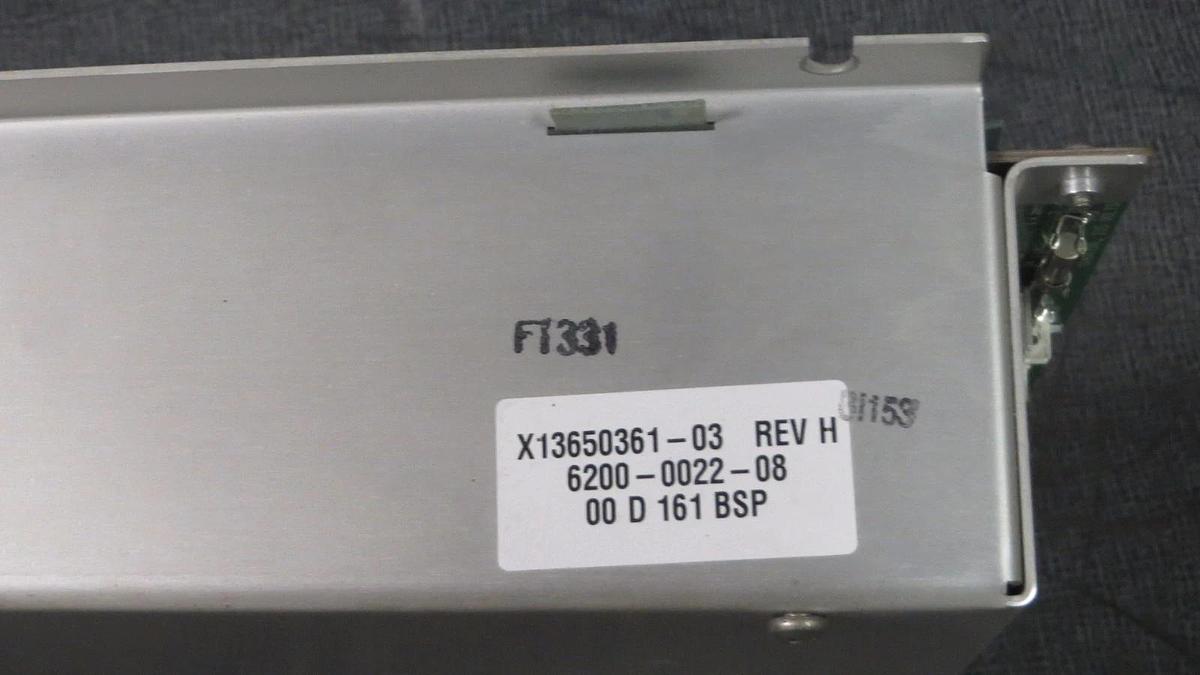 FT331
X13650361-03 REV H
6200-0022-08
00 D 161 BSP